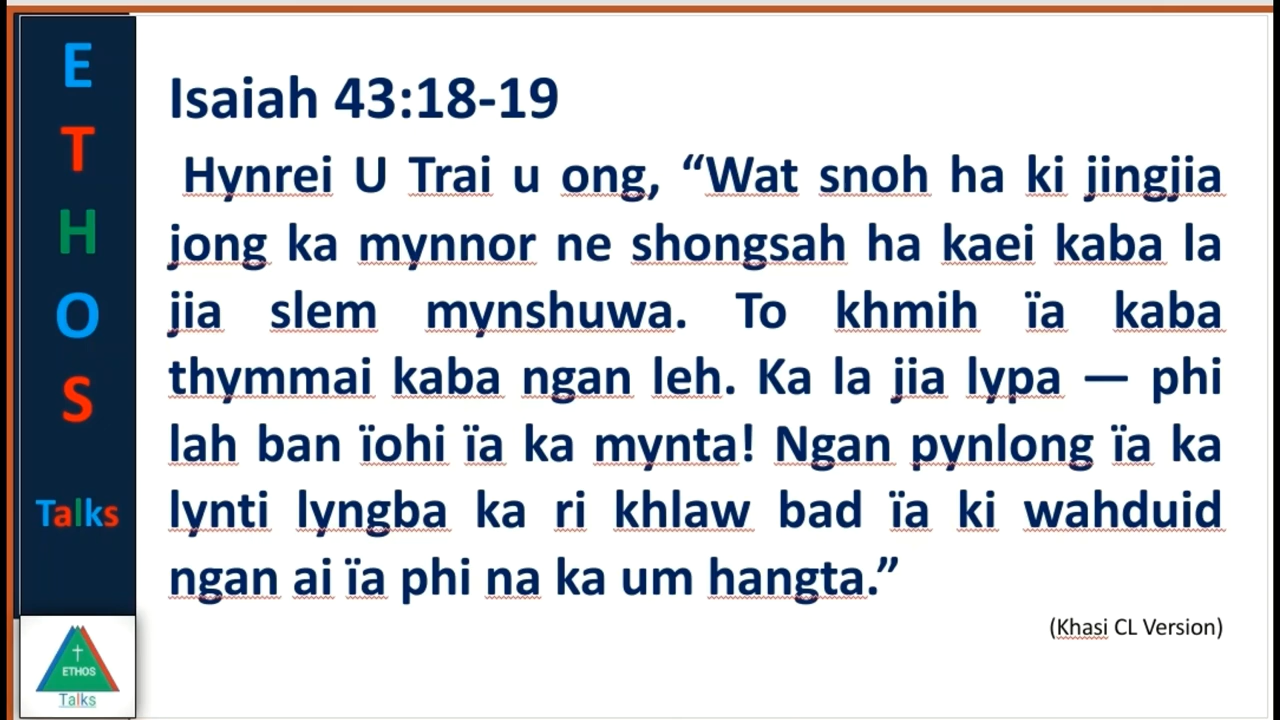 E
T
H
O
S
Talks
ETHOS
Talks
Isaiah 43:18-19
Hynrei U Trai u ong, “Wat snoh ha ki jingjia
jong ka mynnor ne shongsah ha kaei kaba la
jia slem mynshuwa. To khmih ïa kaba
thymmai kaba ngan leh. Ka la jia lypa — phi
lah ban ïohi ïa ka mynta! Ngan pynlong ïa ka
lynti lyngba ka ri khlaw bad ïa ki wahduid
ngan ai ïa phi na ka um hangta.”
(Khasi CL Version)